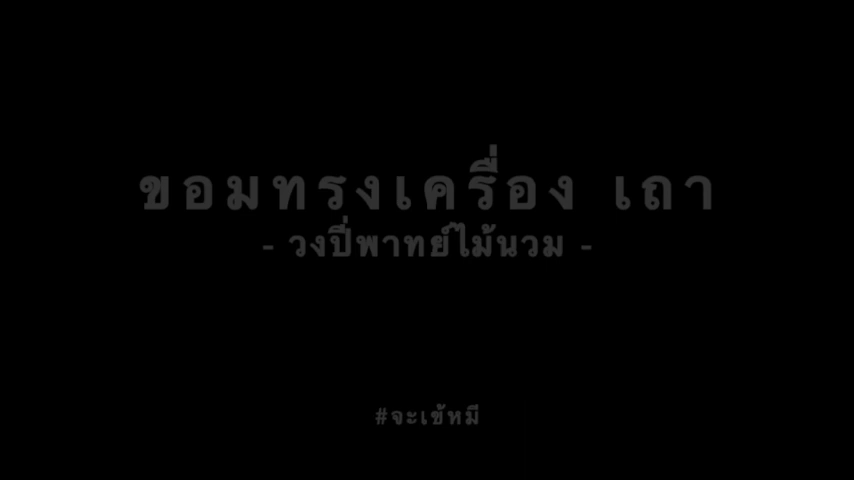 ขอมทรงเครื่อง เถา
- วงปี่พาทย์ไม้นวม -
#จะเข้หมี